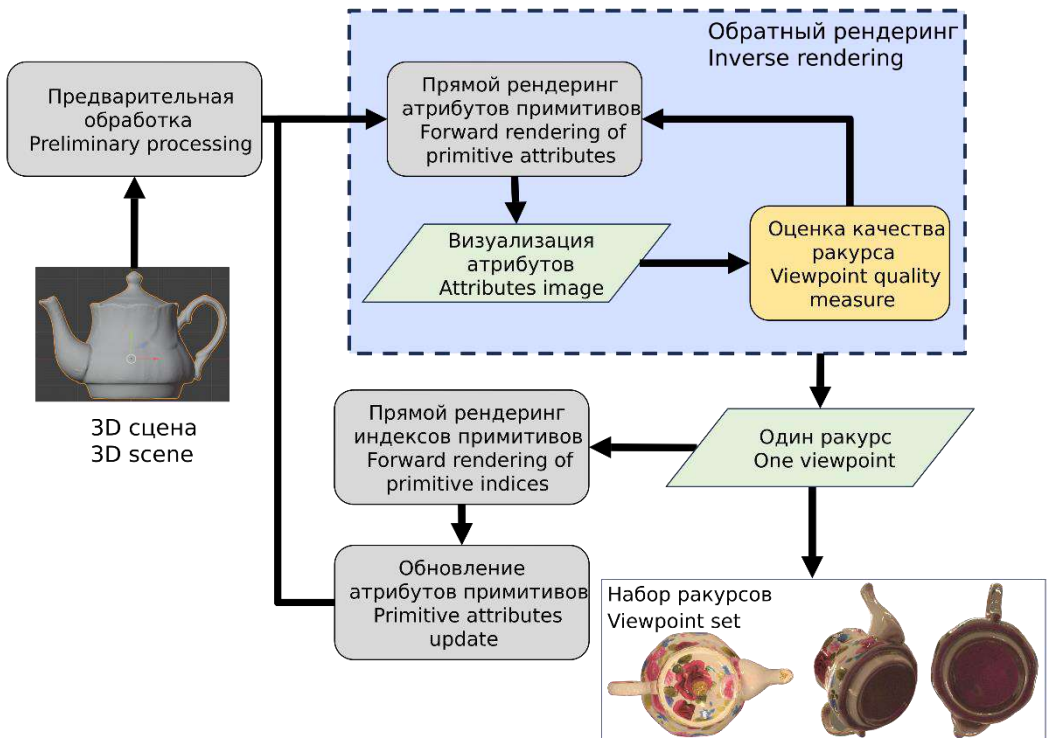 Обратный рендеринг
Inverse rendering
Предварительная
обработка
Preliminary processing
Прямой рендеринг
атрибутов примитивов
Forward rendering of
primitive attributes
Визуализация
атрибутов
Attributes image
Оценка качества
ракурса
Viewpoint quality
measure
3D сцена
3D scene
Прямой рендеринг
индексов примитивов
Forward rendering of
primitive indices
Один ракурс
One viewpoint
Обновление
атрибутов примитивов
Primitive attributes
update
Набор ракурсов
Viewpoint set